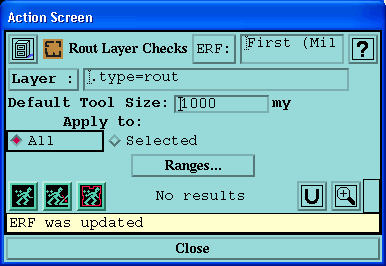 Action Screen
Rout Layer Checks ERF: First (Mil
?
Layer : .type=rout
Default Tool Size: 1000 my
Apply to:
All Selected
Ranges...
No results U
ERF was updated
Close